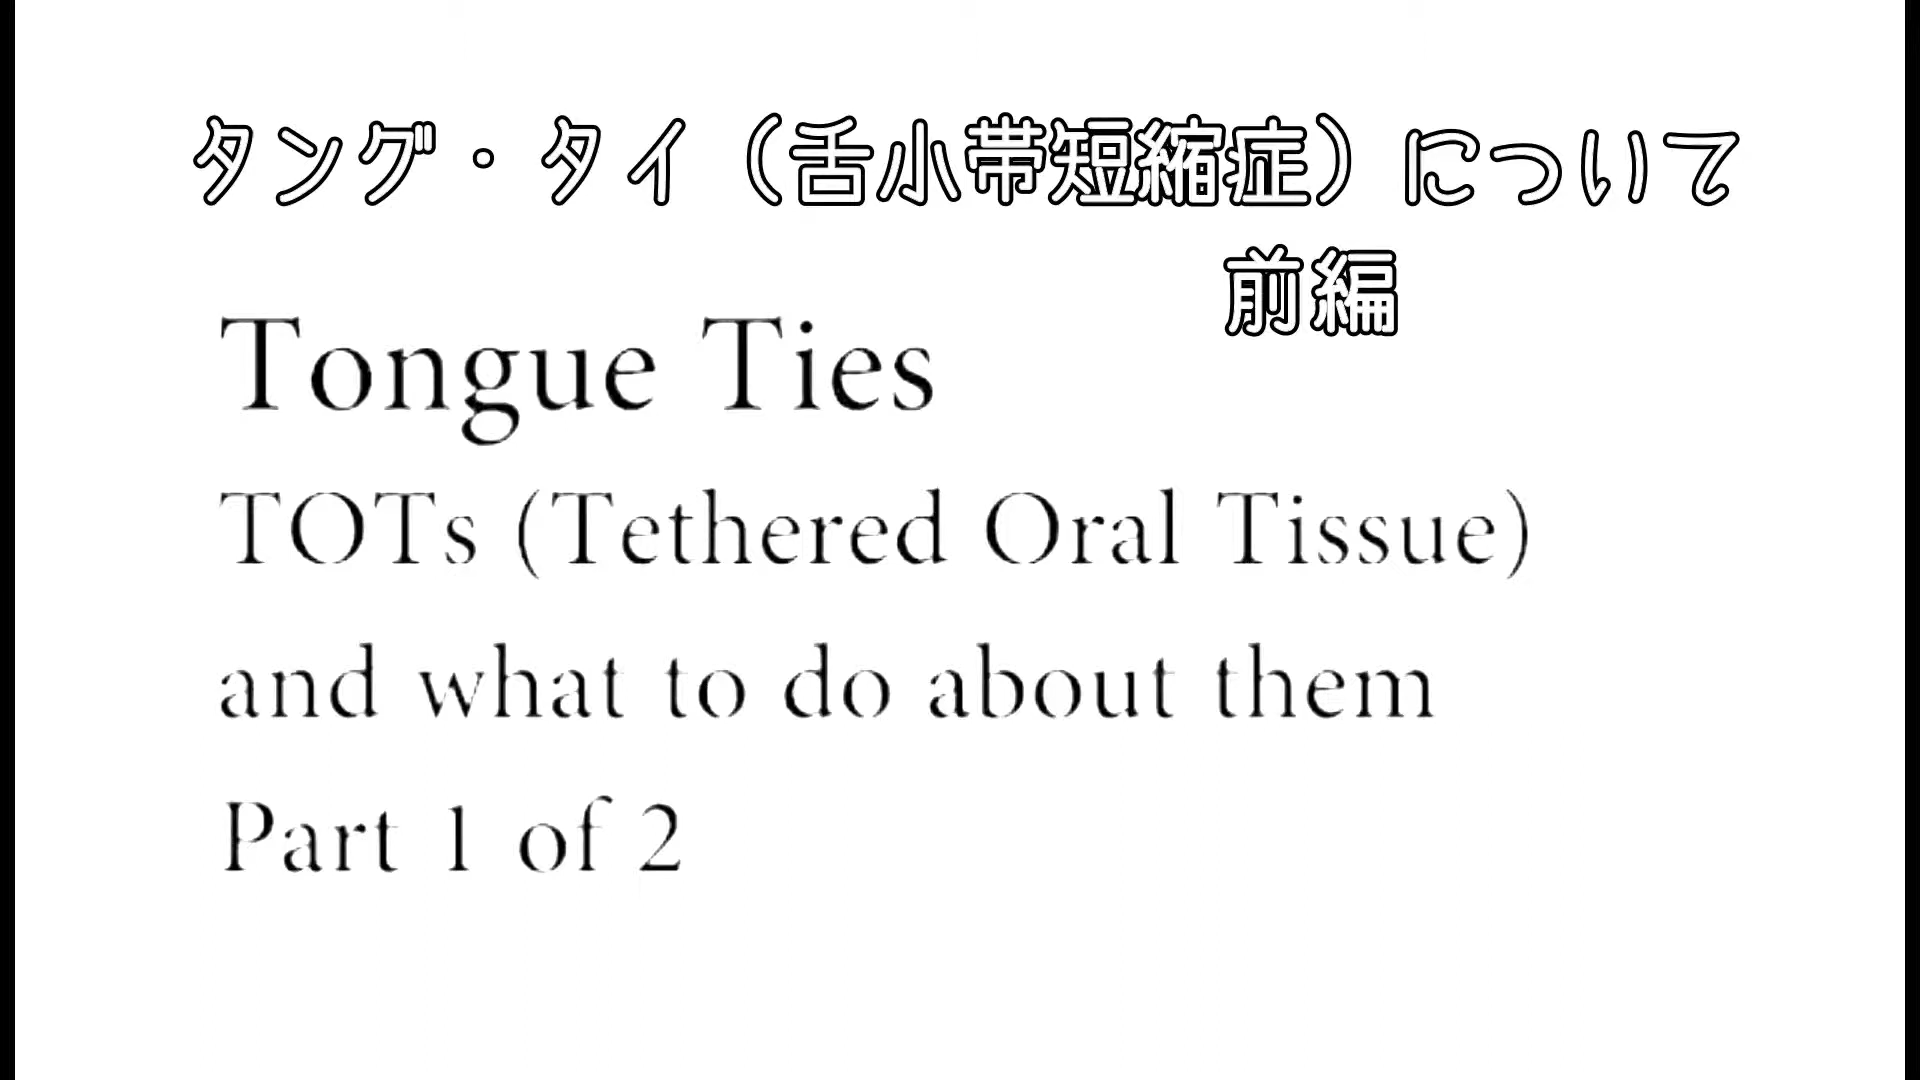 タング・タイ（舌小帯短縮症）について
前編
Tongue Ties
TOTs (Tethered Oral Tissue)
and what to do about them
Part 1 of 2